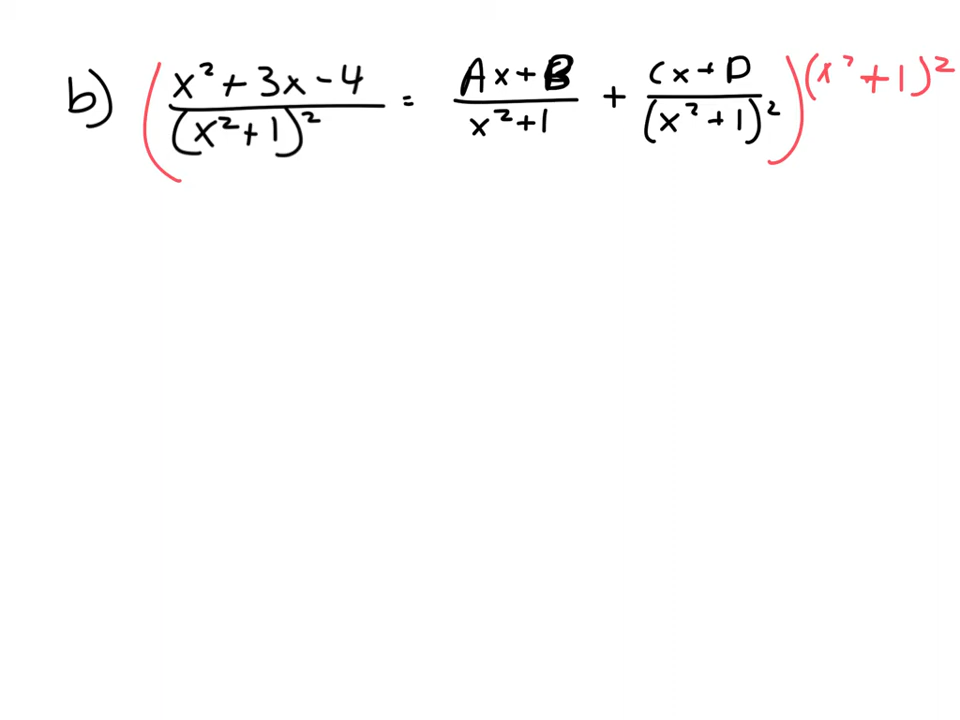 b) ( (x² + 3x - 4)/(x² + 1)² = (Ax + B)/(x² + 1) + (Cx + D)/(x² + 1)² ) (x² + 1)²